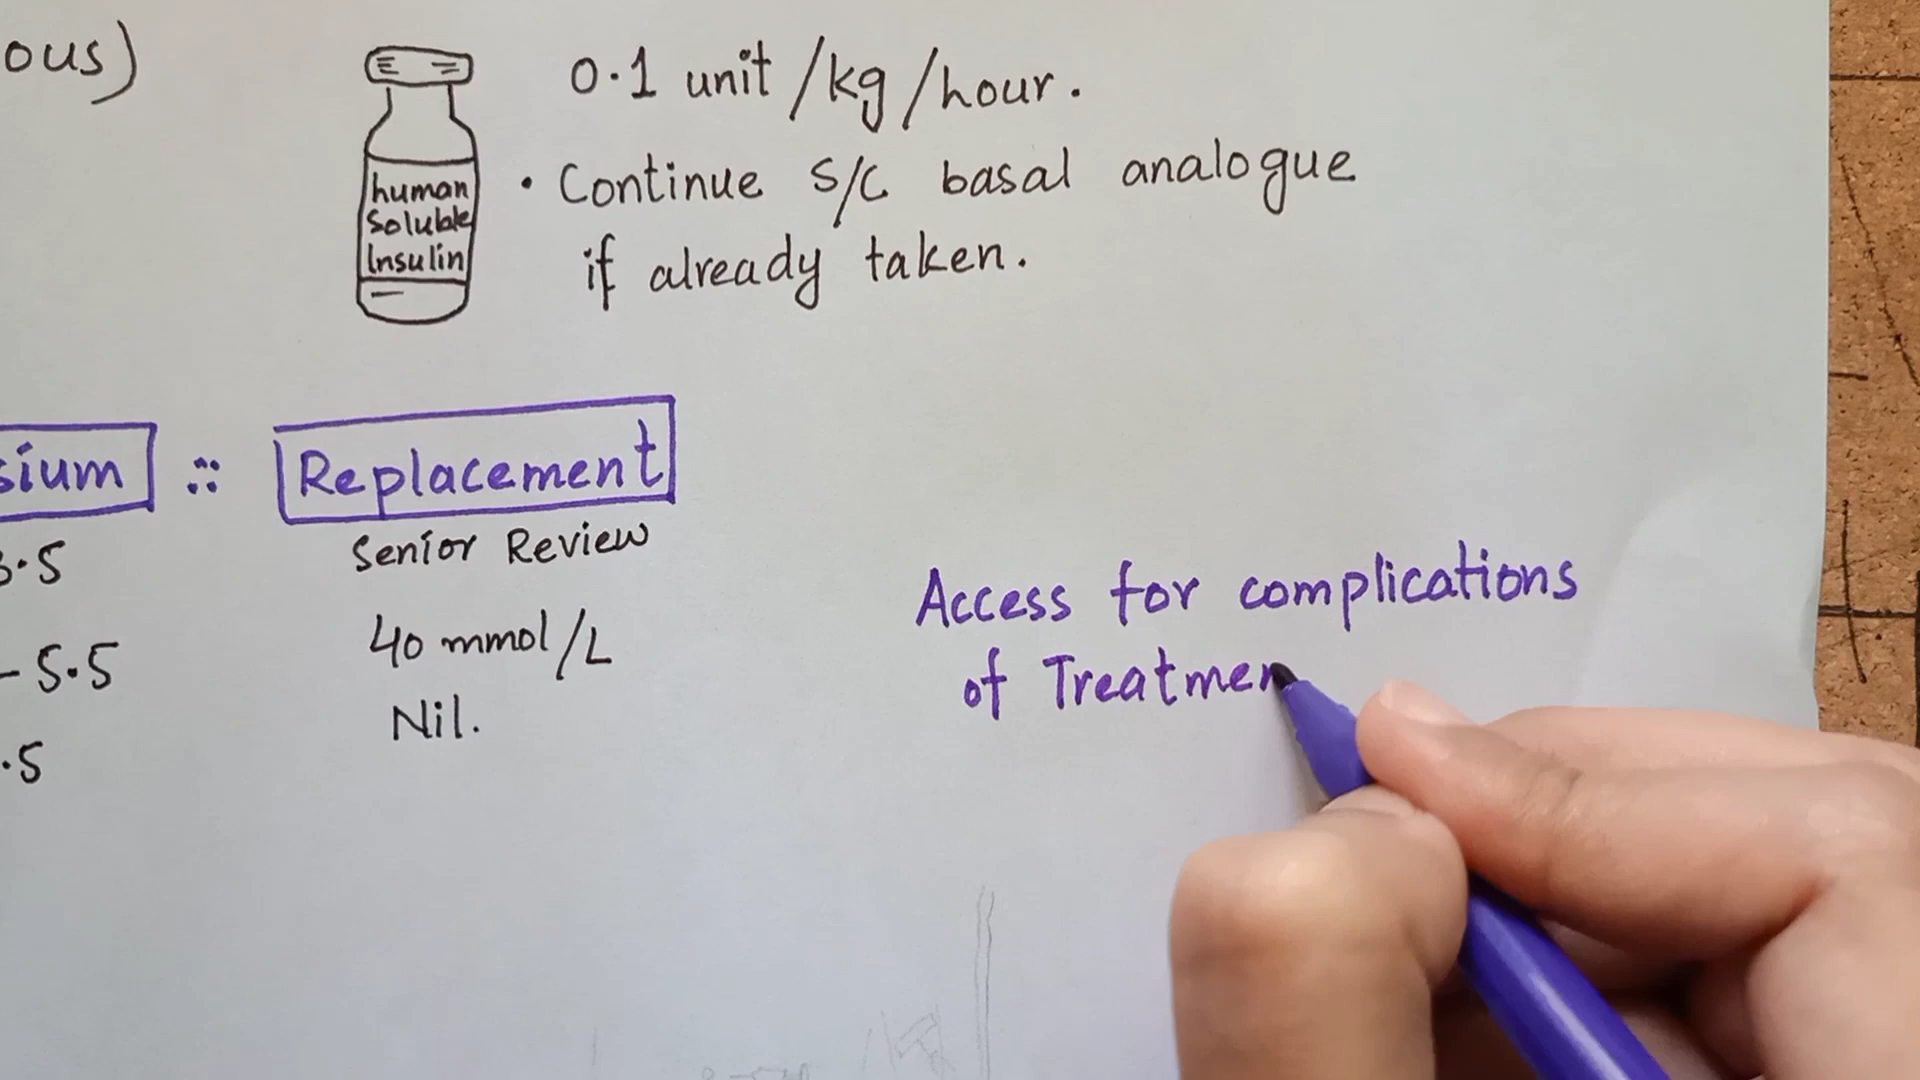 ous)
0.1 unit/kg/hour.
• Continue s/c basal analogue
if already taken.
human
Soluble
Insulin
sium :: Replacement
3.5 Senior Review
- 5.5 40 mmol/L
.5 Nil.
Access for complications
of Treatmen